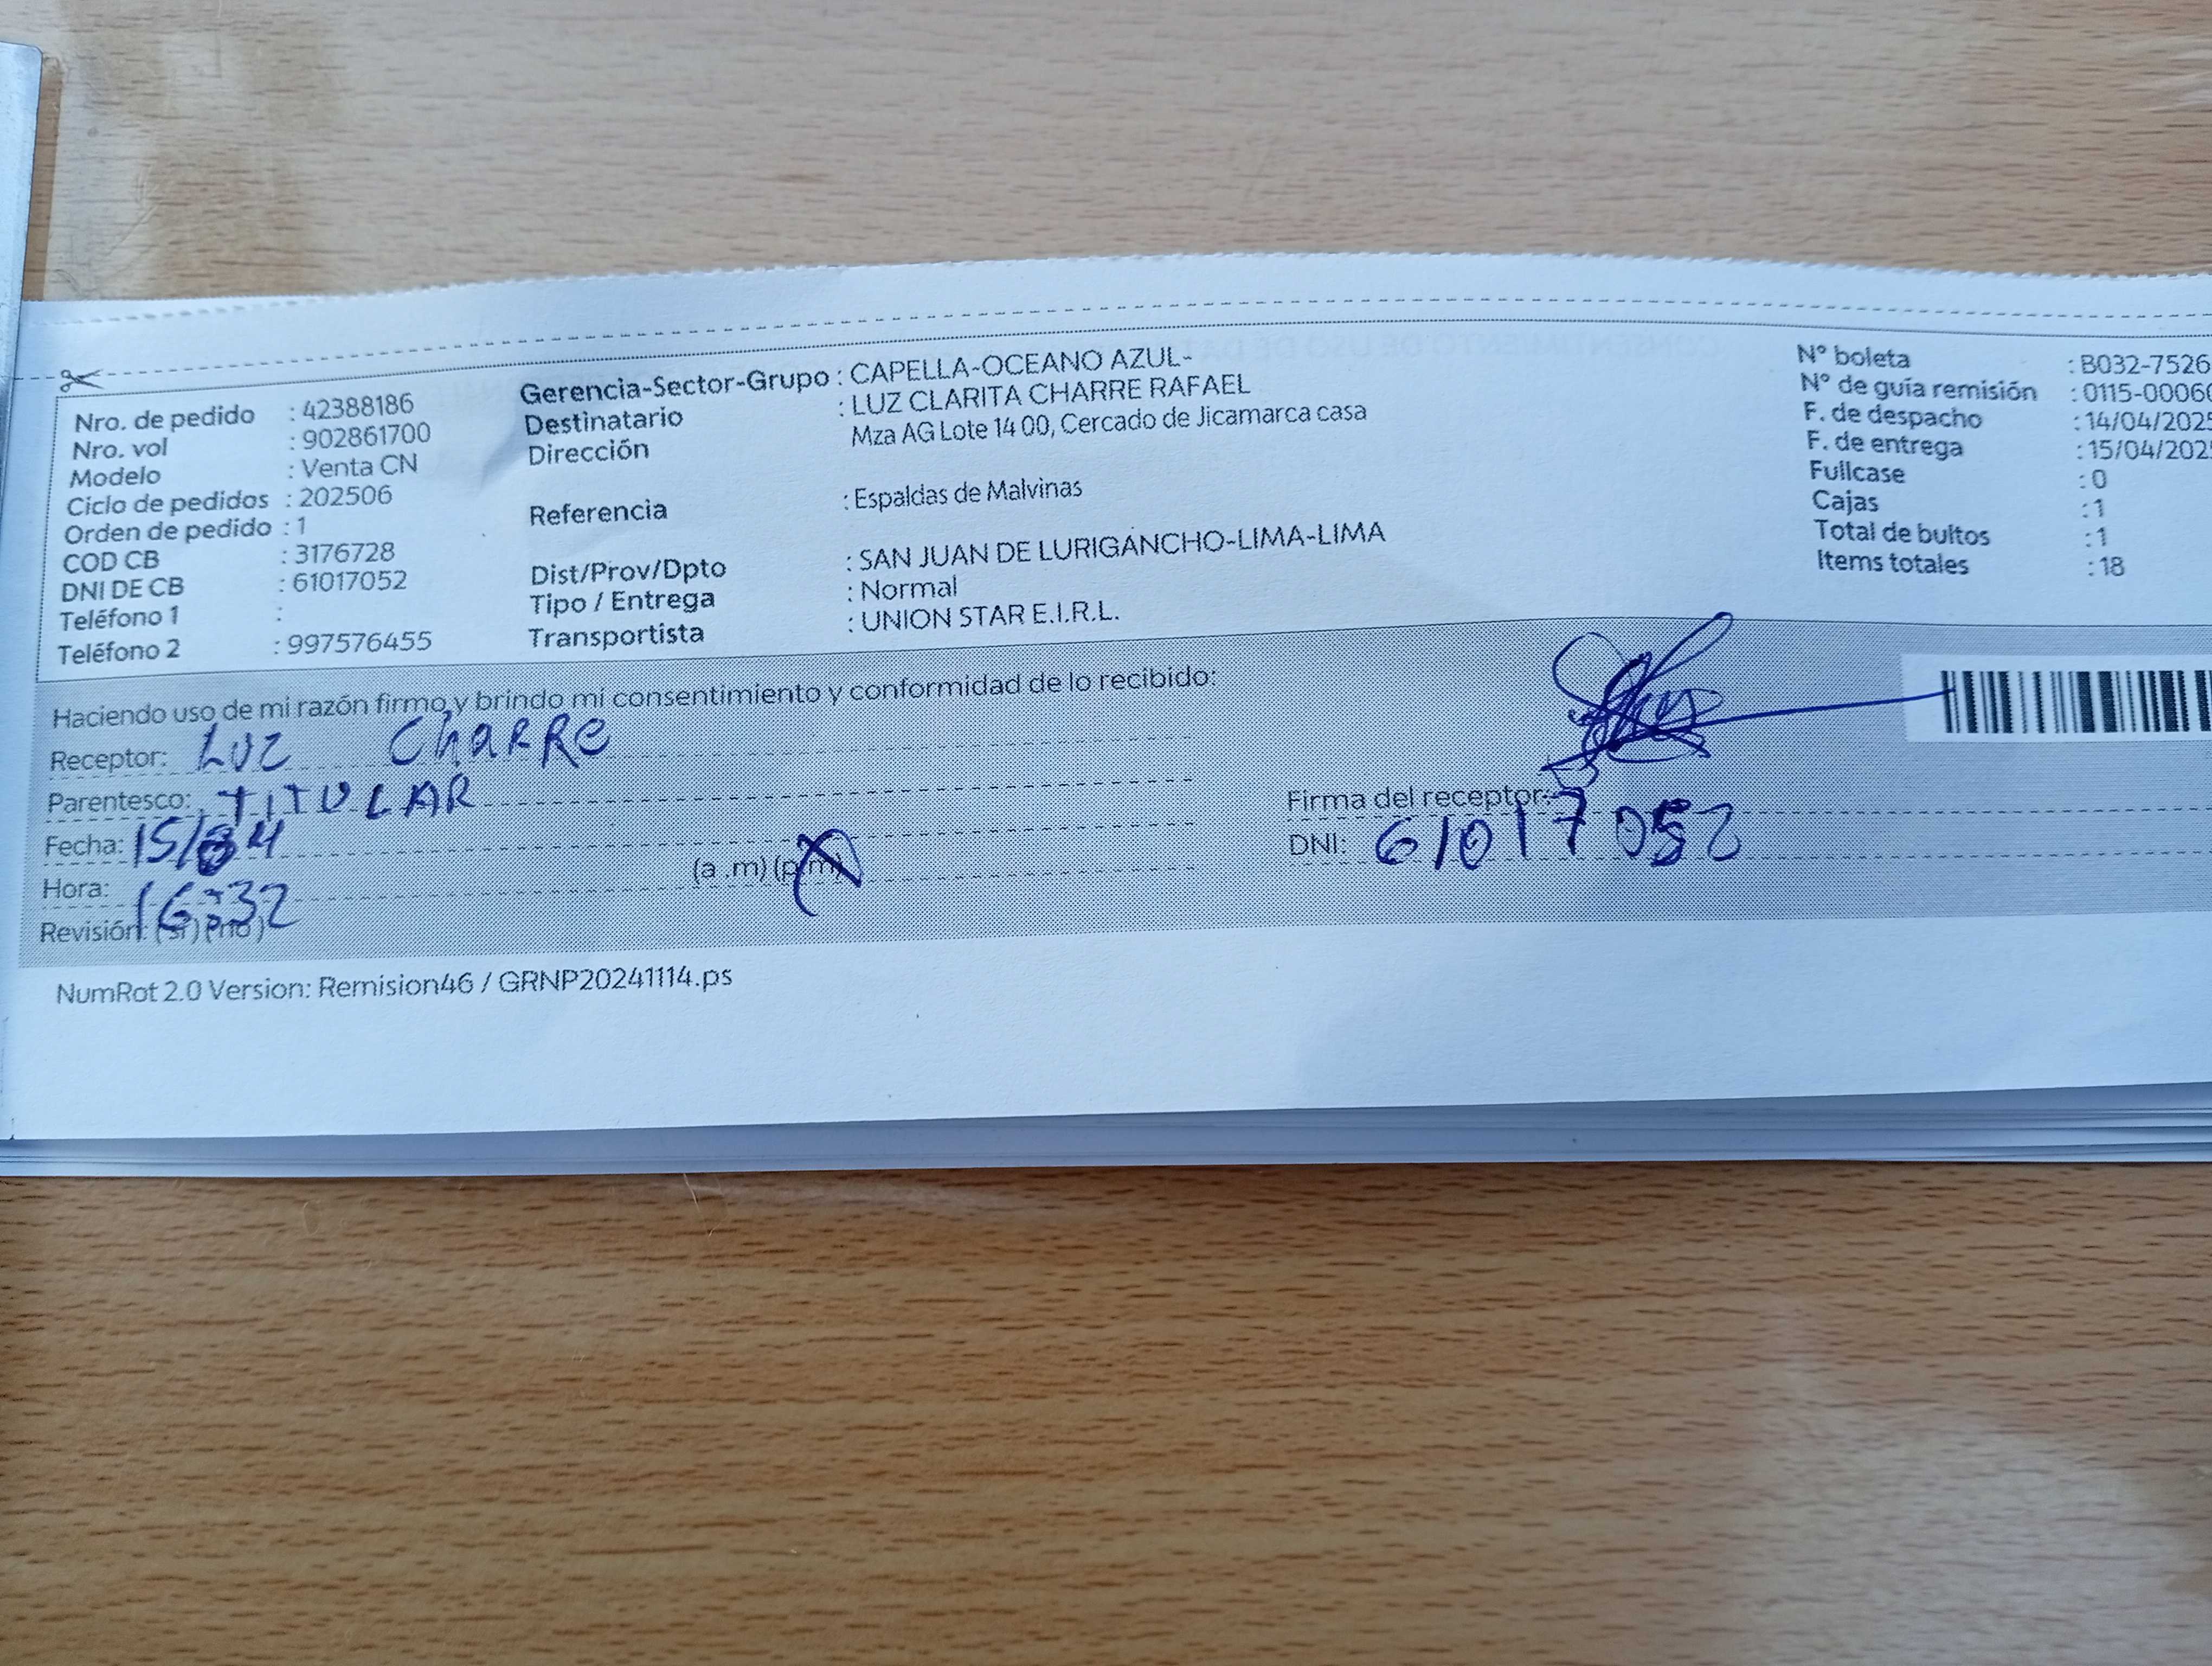 Nro. de pedido : 42388186
Nro. vol : 902861700
Modelo : Venta CN
Ciclo de pedidos : 202506
Orden de pedido : 1
COD CB : 3176728
DNI DE CB : 61017052
Teléfono 1 :
Teléfono 2 : 997576455
Gerencia-Sector-Grupo : CAPELLA-OCEANO AZUL-
Destinatario : LUZ CLARITA CHARRE RAFAEL
Dirección Mza AG Lote 14 00, Cercado de Jicamarca casa
Referencia : Espaldas de Malvinas
Dist/Prov/Dpto : SAN JUAN DE LURIGANCHO-LIMA-LIMA
Tipo / Entrega : Normal
Transportista : UNION STAR E.I.R.L.
N° boleta : B032-7526
N° de guía remisión : 0115-00060
F. de despacho : 14/04/2025
F. de entrega : 15/04/202
Fullcase : 0
Cajas : 1
Total de bultos : 1
Items totales : 18
Haciendo uso de mi razón firmo y brindo mi consentimiento y conformidad de lo recibido:
Receptor: LUZ CHARRE
Parentesco: TITULAR
Fecha: 15/04
Hora: 16:32 (a .m) (p.m)
Revisión: (si) (no)
Firma del receptor:
DNI: 61017052
NumRot 2.0 Version: Remision46 / GRNP20241114.ps